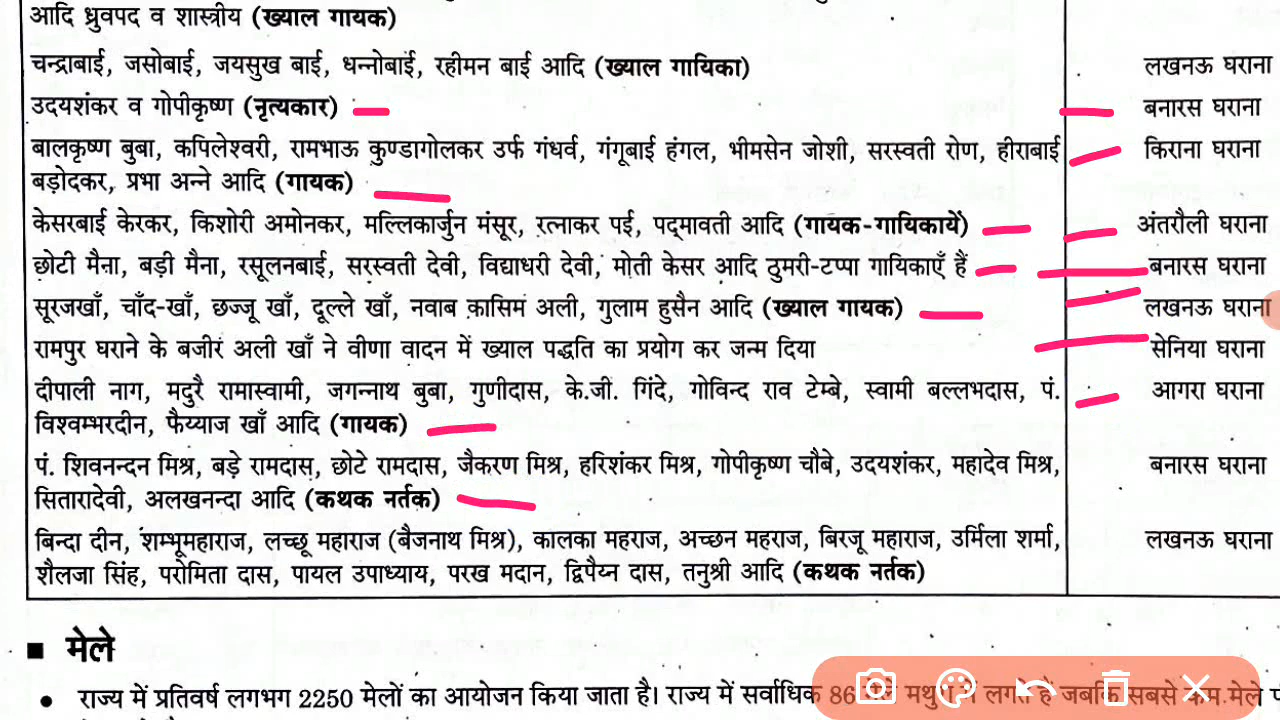 आदि ध्रुवपद व शास्त्रीय (ख्याल गायक)
चन्द्राबाई, जसोबाई, जयसुख बाई, धन्नोबाई, रहीमन बाई आदि (ख्याल गायिका) लखनऊ घराना
उदयशंकर व गोपीकृष्ण (नृत्यकार) बनारस घराना
बालकृष्ण बुबा, कपिलेश्वरी, रामभाऊ कुण्डागोलकर उर्फ गंधर्व, गंगूबाई हंगल, भीमसेन जोशी, सरस्वती रोण, हीराबाई किराना घराना
बड़ोदकर, प्रभा अन्ने आदि (गायक)
केसरबाई केरकर, किशोरी अमोनकर, मल्लिकार्जुन मंसूर, रत्नाकर पई, पद्मावती आदि (गायक-गायिकायें) अंतरौली घराना
छोटी मैना, बड़ी मैना, रसूलनबाई, सरस्वती देवी, विद्याधरी देवी, मोती केसर आदि ठुमरी-टप्पा गायिकाएँ हैं बनारस घराना
सूरजखाँ, चाँद-खाँ, छज्जू खाँ, दूल्ले खाँ, नवाब क़ासिम अली, गुलाम हुसैन आदि (ख्याल गायक) लखनऊ घराना
रामपुर घराने के बजीर अली खाँ ने वीणा वादन में ख्याल पद्धति का प्रयोग कर जन्म दिया सेनिया घराना
दीपाली नाग, मदुरै रामास्वामी, जगन्नाथ बुबा, गुणीदास, के.जी. गिंदे, गोविन्द राव टेम्बे, स्वामी बल्लभदास, पं. आगरा घराना
विश्वम्भरदीन, फैय्याज खाँ आदि (गायक)
पं. शिवनन्दन मिश्र, बड़े रामदास, छोटे रामदास, जैकरण मिश्र, हरिशंकर मिश्र, गोपीकृष्ण चौबे, उदयशंकर, महादेव मिश्र, बनारस घराना
सितारादेवी, अलखनन्दा आदि (कथक नर्तक)
बिन्दा दीन, शम्भूमहाराज, लच्छू महाराज (बैजनाथ मिश्र), कालका महराज, अच्छन महराज, बिरजू महाराज, उर्मिला शर्मा, लखनऊ घराना
शैलजा सिंह, परोमिता दास, पायल उपाध्याय, परख मदान, द्विपैय्न दास, तनुश्री आदि (कथक नर्तक)
■ मेले
• राज्य में प्रतिवर्ष लगभग 2250 मेलों का आयोजन किया जाता है। राज्य में सर्वाधिक 86 मेले मथुरा में लगते हैं जबकि सबसे कम मेले